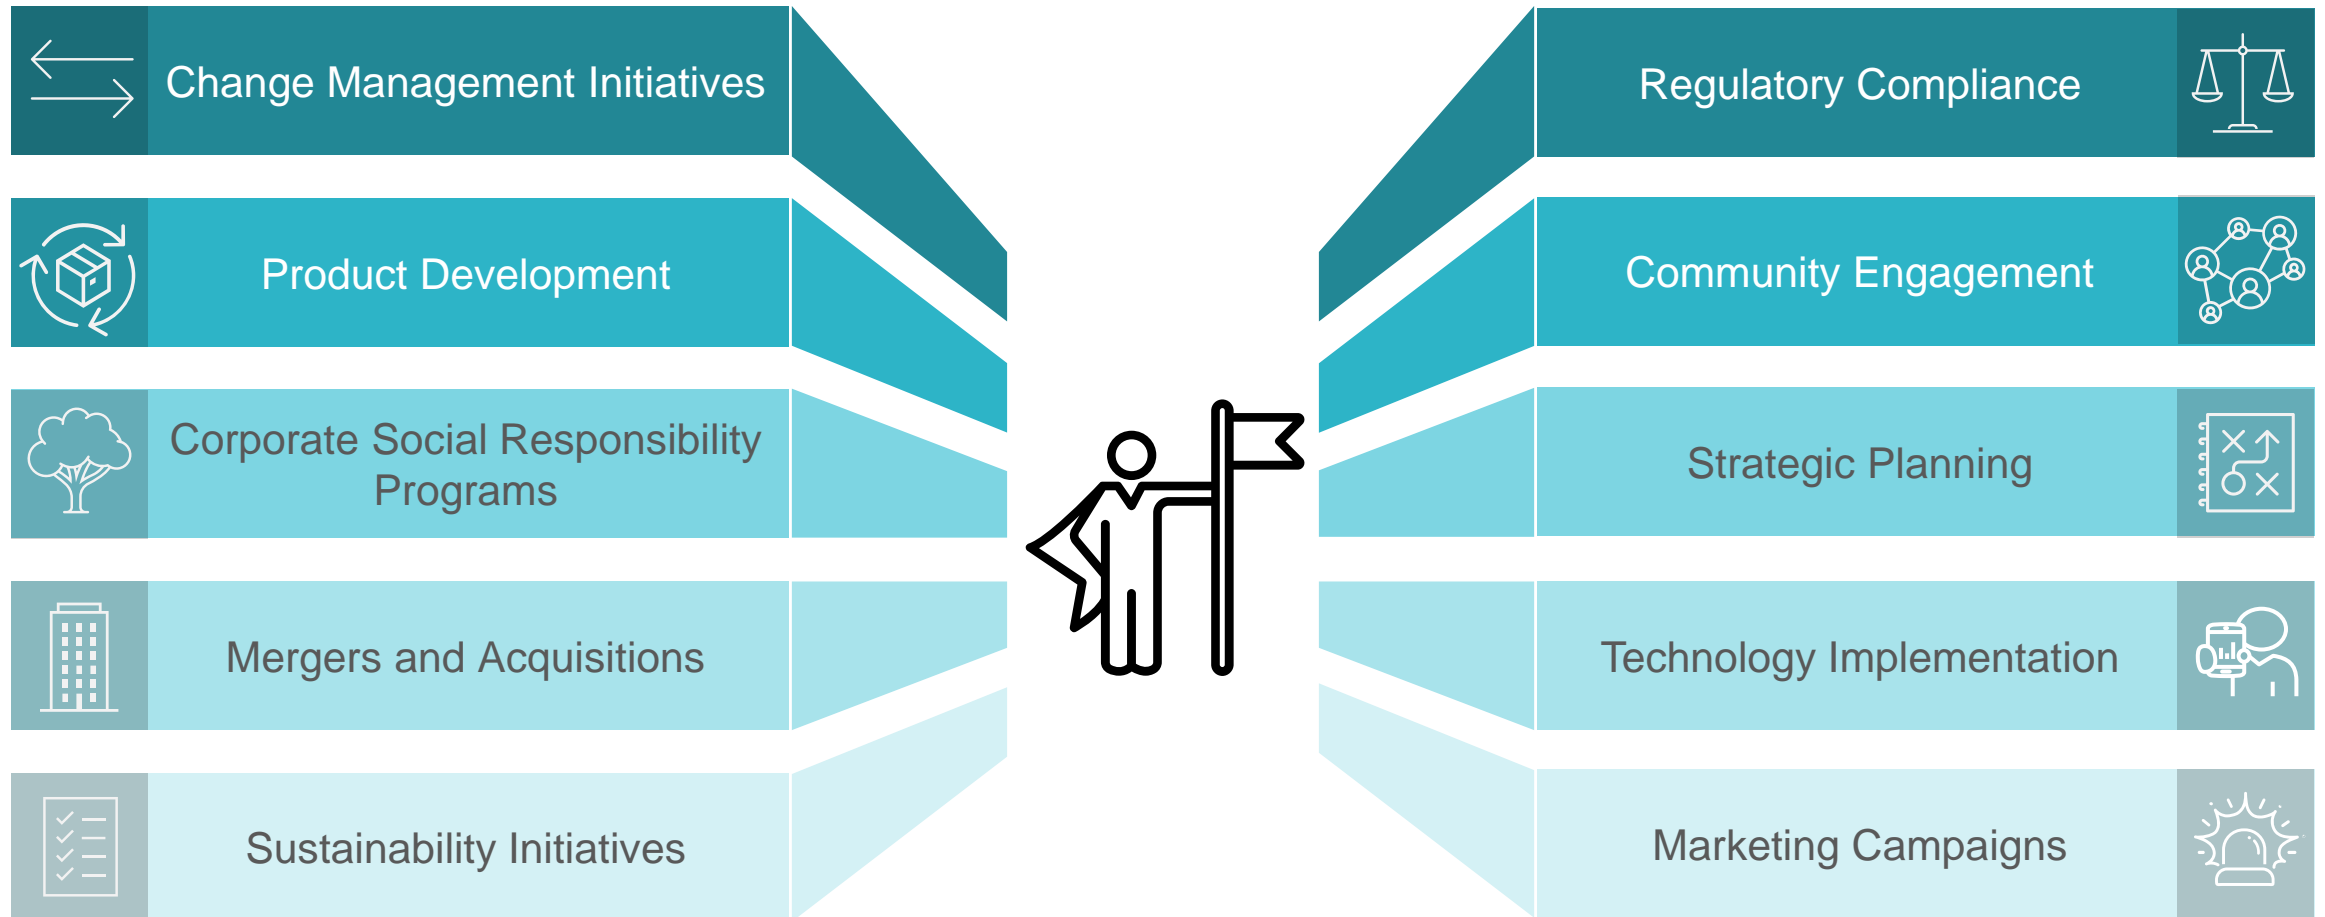 Change Management Initiatives
Product Development
Corporate Social Responsibility
Programs
Mergers and Acquisitions
Sustainability Initiatives
Regulatory Compliance
Community Engagement
Strategic Planning
Technology Implementation
Marketing Campaigns